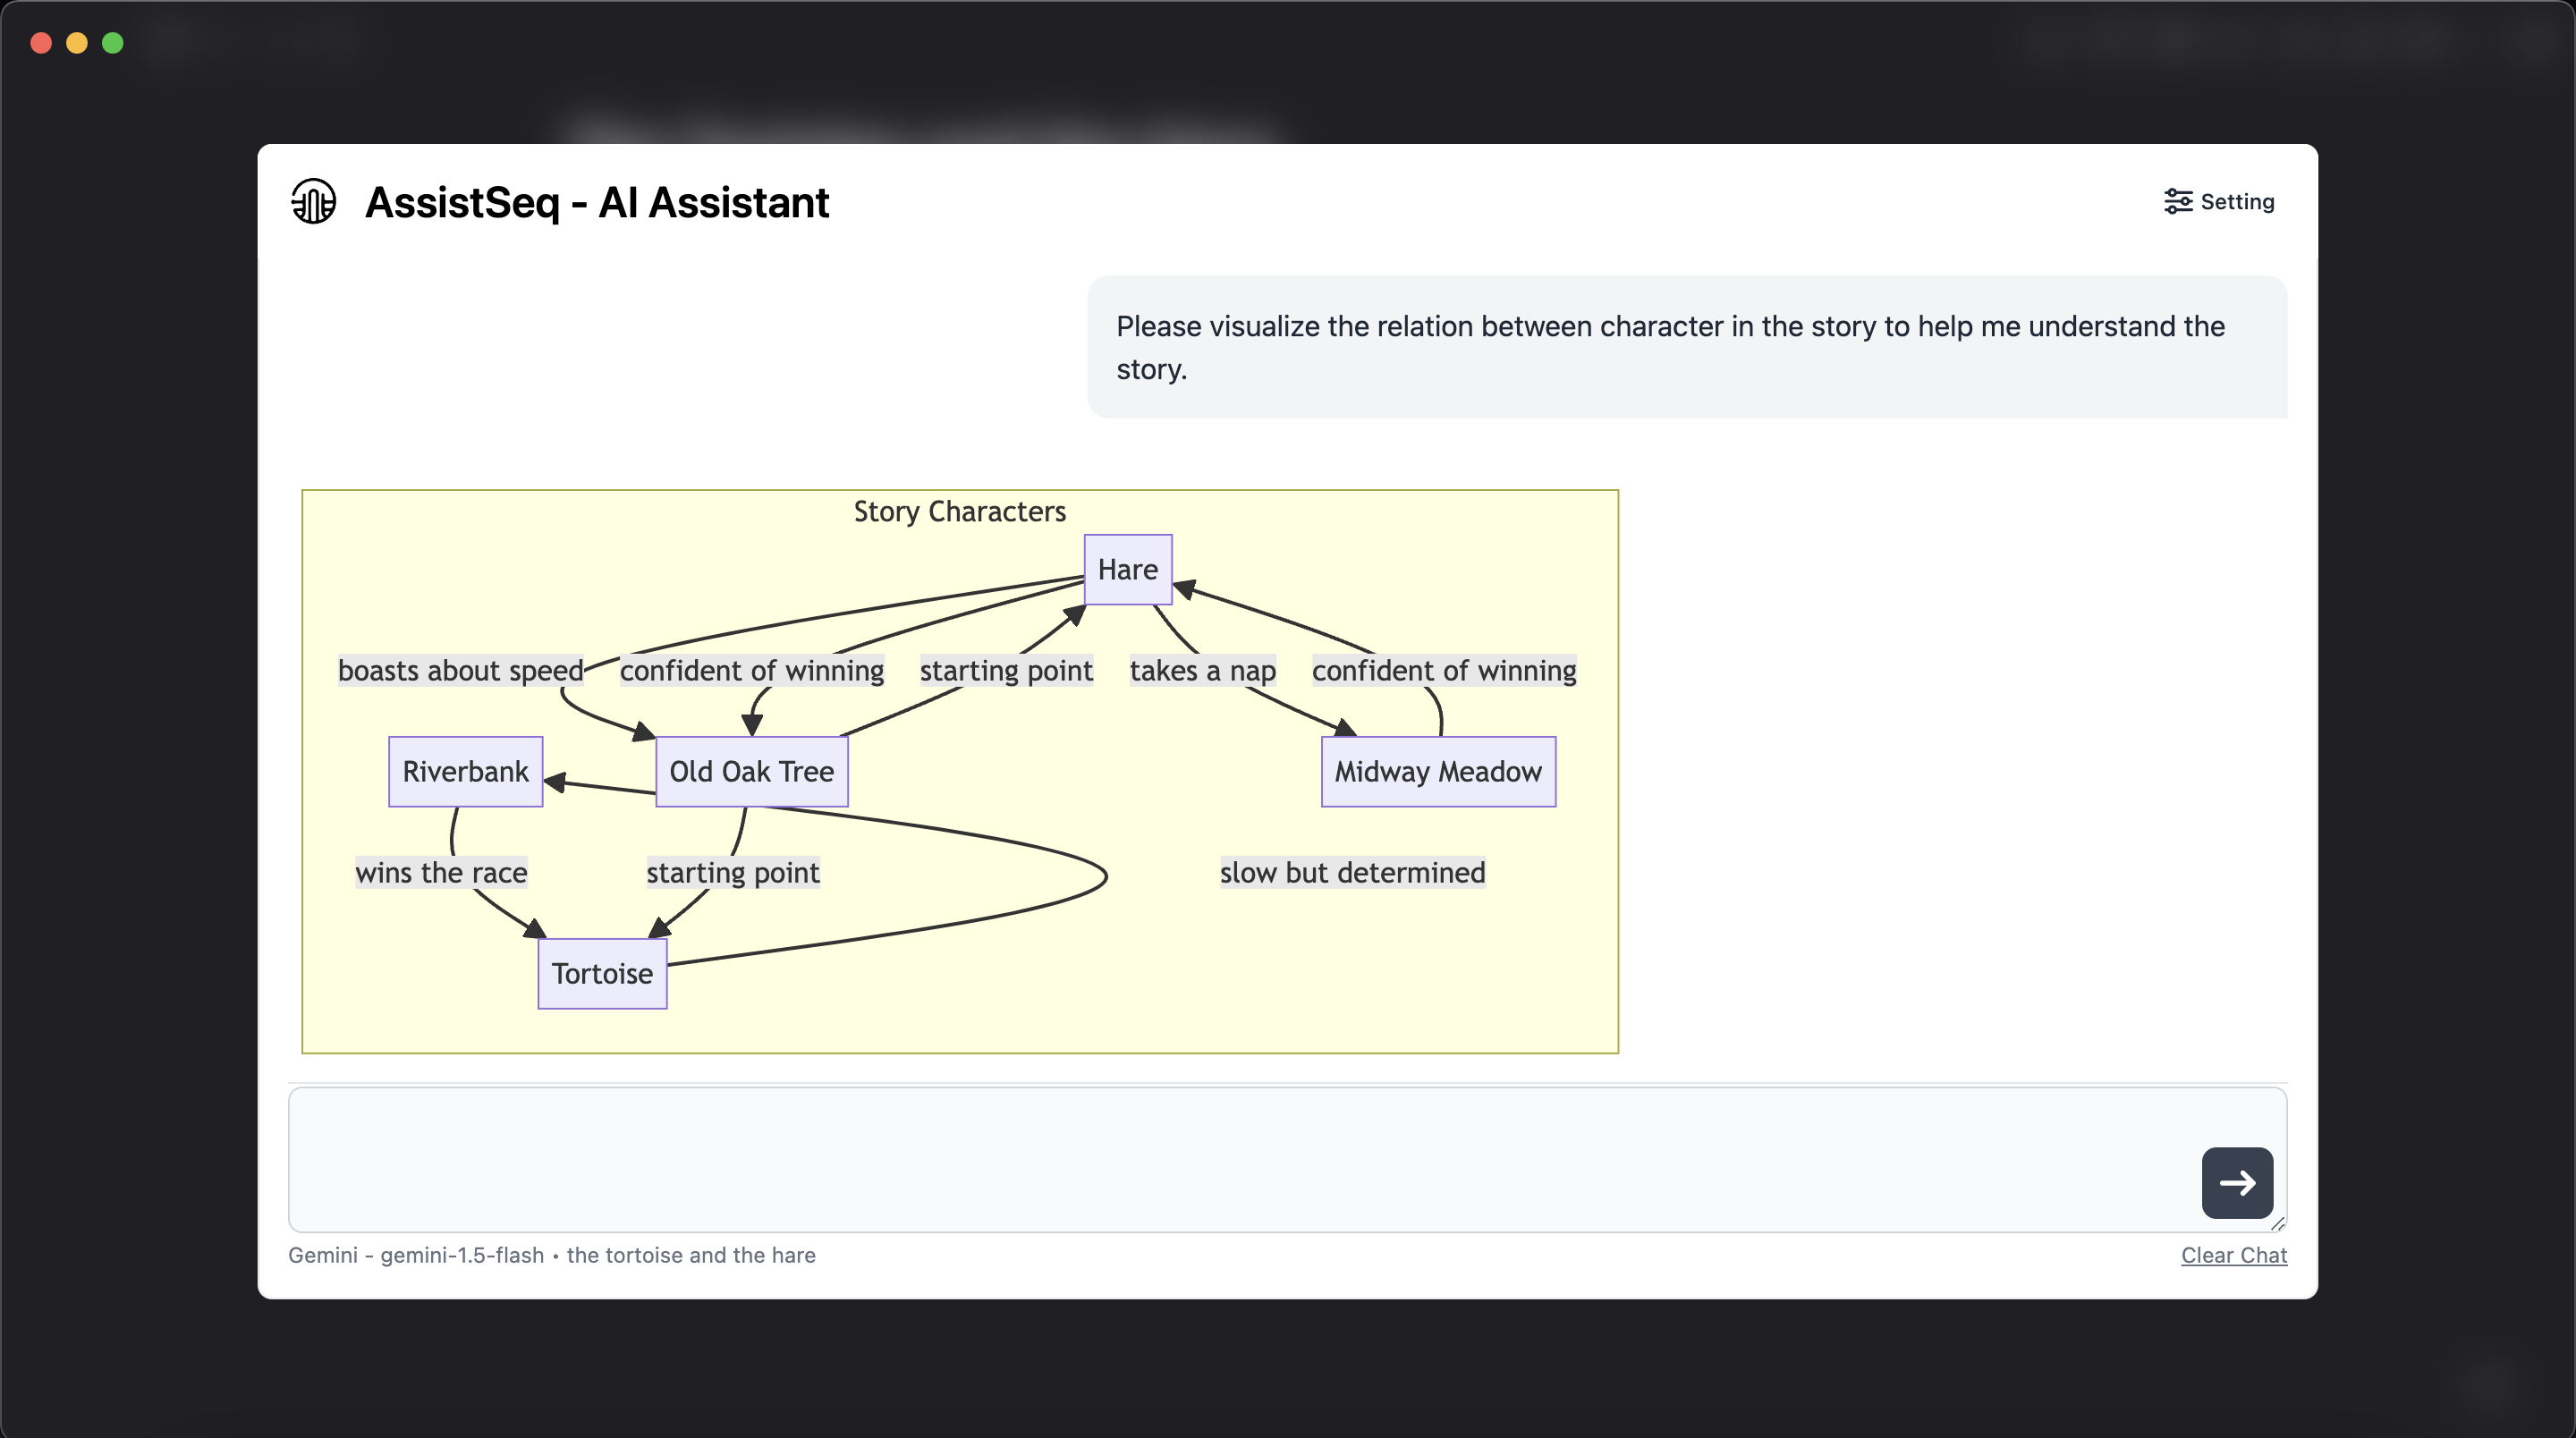 AssistSeq - AI Assistant
Setting
Please visualize the relation between character in the story to help me understand the
story.
Story Characters
Hare
boasts about speed
confident of winning
starting point
takes a nap
confident of winning
Riverbank
Old Oak Tree
Midway Meadow
wins the race
starting point
slow but determined
Tortoise
Gemini - gemini-1.5-flash • the tortoise and the hare
Clear Chat